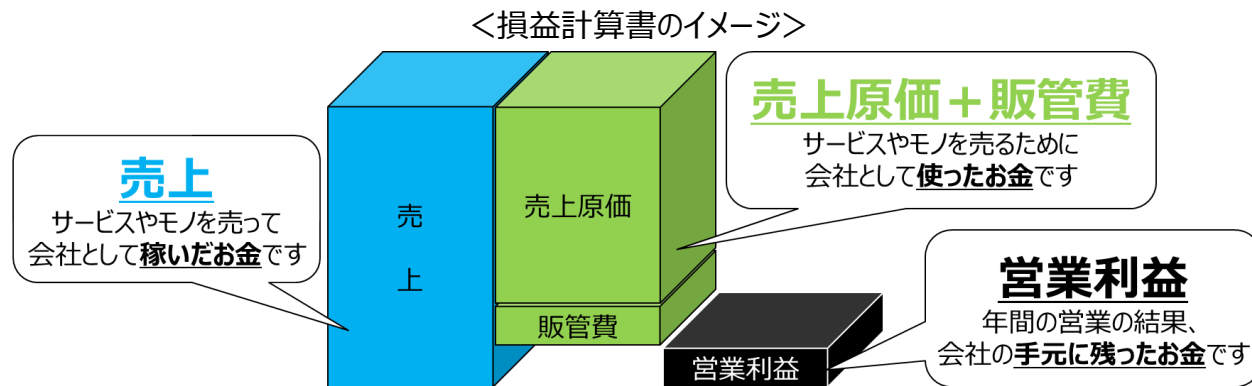 ＜損益計算書のイメージ＞
売上原価＋販管費
サービスやモノを売るために
会社として使ったお金です
売上
サービスやモノを売って
会社として稼いだお金です
売
上
売上原価
販管費
営業利益
営業利益
年間の営業の結果、
会社の手元に残ったお金です